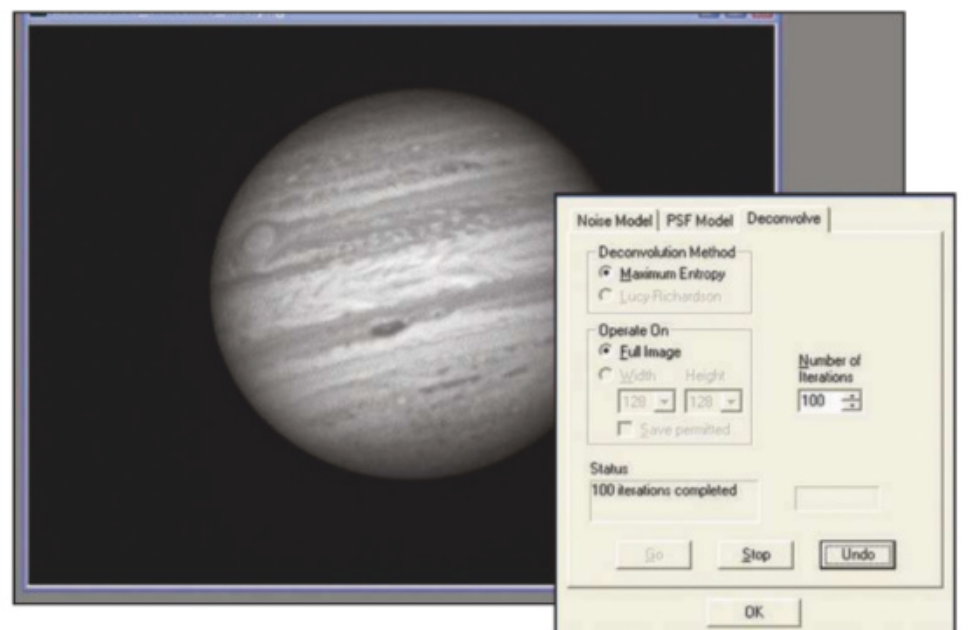 Noise Model PSF Model Deconvolve
Deconvolution Method
Maximum Entropy
Lucy Richardson
Operate On
Full Image
Width Height
128 128
Save permitted
Number of
Iterations
100
Status
100 iterations completed
Go Stop Undo
OK